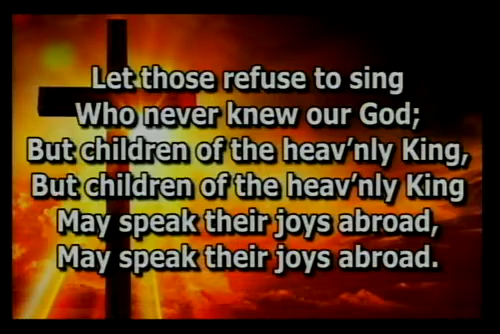 Let those refuse to sing
Who never knew our God;
But children of the heav'nly King,
But children of the heav'nly King
May speak their joys abroad,
May speak their joys abroad.